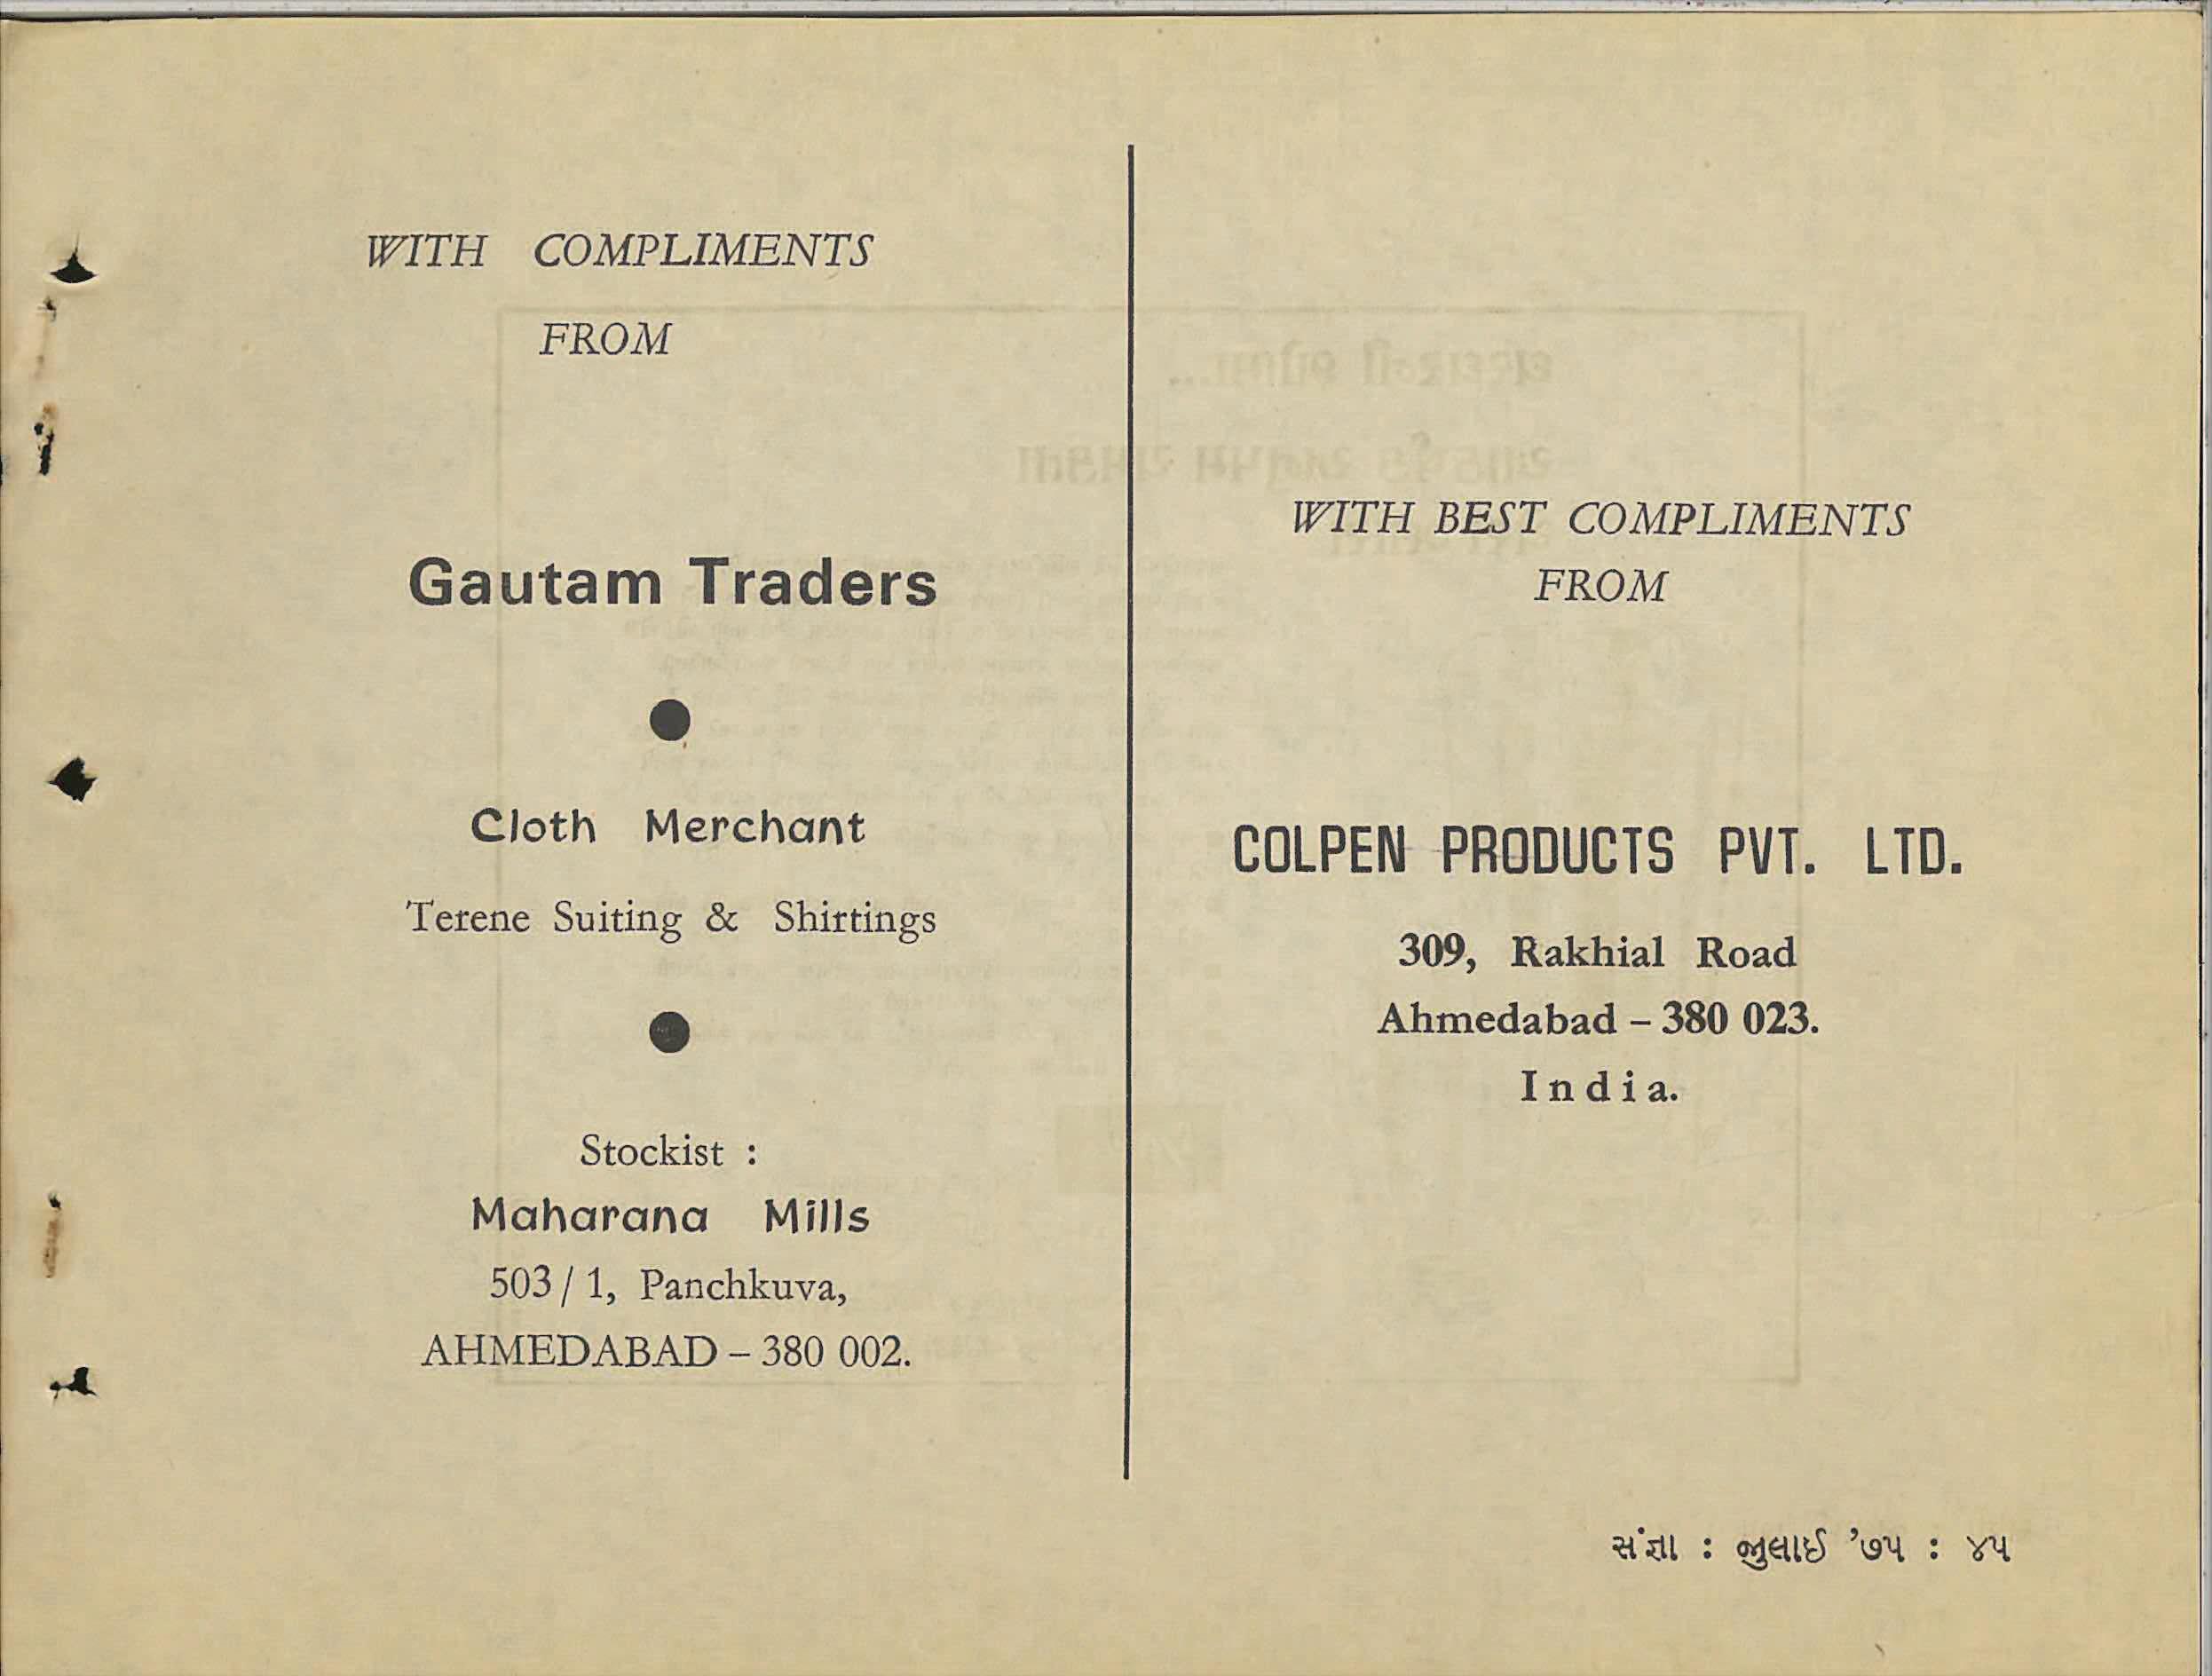 WITH COMPLIMENTS
FROM
Gautam Traders
Cloth Merchant
Terene Suiting & Shirtings
Stockist :
Maharana Mills
503 / 1, Panchkuva,
AHMEDABAD – 380 002.
WITH BEST COMPLIMENTS
FROM
COLPEN PRODUCTS PVT. LTD.
309, Rakhial Road
Ahmedabad – 380 023.
India.
સંજ્ઞા : જુલાઈ ’૭૫ : ૪૫